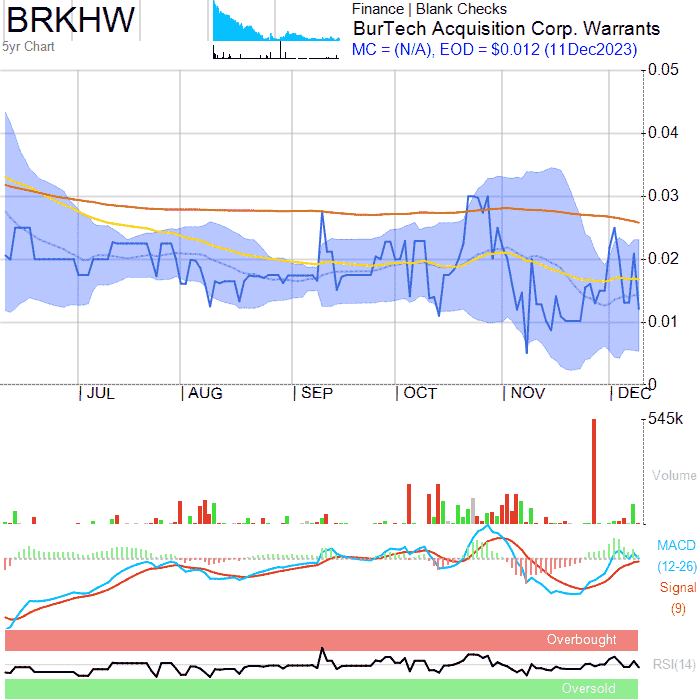 BRKHW
5yr Chart
Finance | Blank Checks
BurTech Acquisition Corp. Warrants
MC = (N/A), EOD = $0.012 (11Dec2023)
0.05
0.04
0.03
0.02
0.01
0
JUL AUG SEP OCT NOV DEC
545k
Volume
MACD
(12-26)
Signal
(9)
Overbought
RSI(14)
Oversold